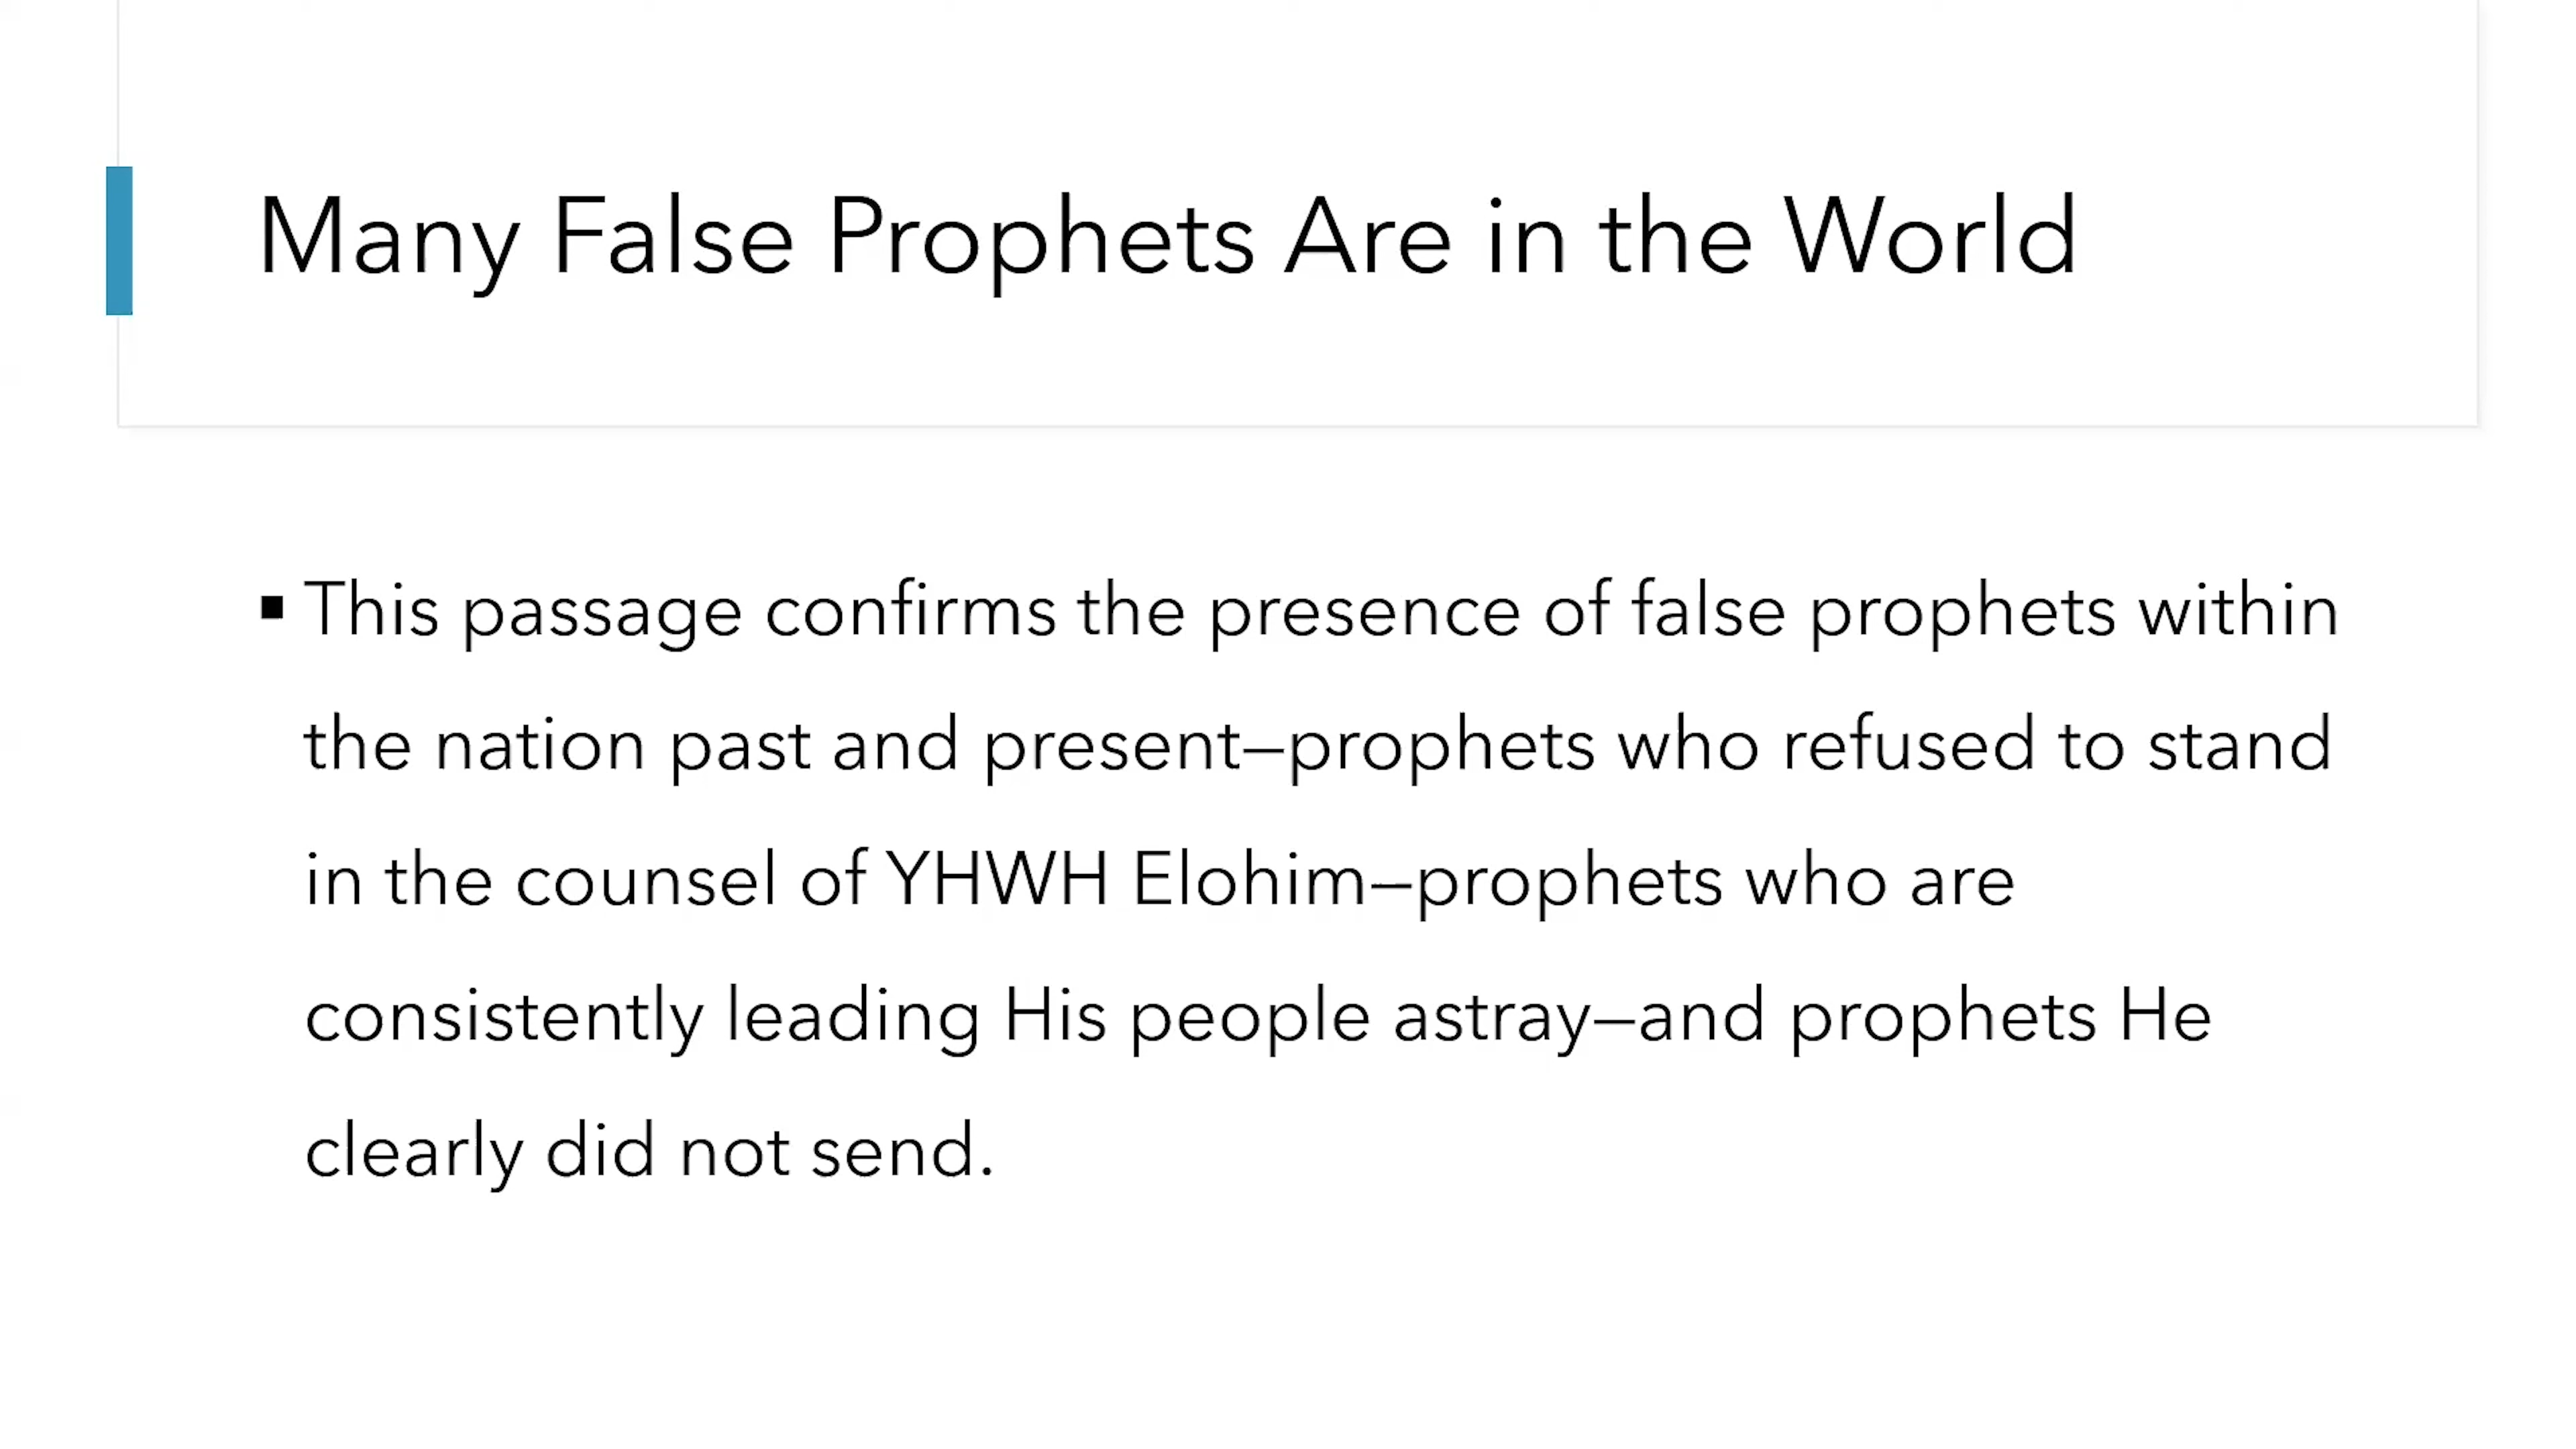 Many False Prophets Are in the World
▪ This passage confirms the presence of false prophets within
the nation past and present—prophets who refused to stand
in the counsel of YHWH Elohim—prophets who are
consistently leading His people astray—and prophets He
clearly did not send.